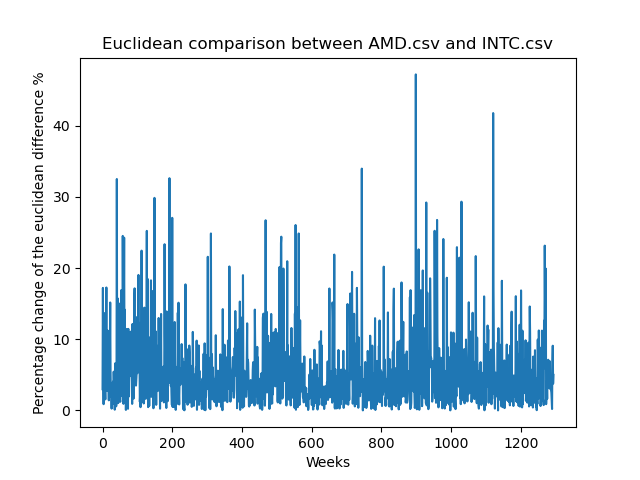 Euclidean comparison between AMD.csv and INTC.csv
Percentage change of the euclidean difference %
40
30
20
10
0
0 200 400 600 800 1000 1200
Weeks